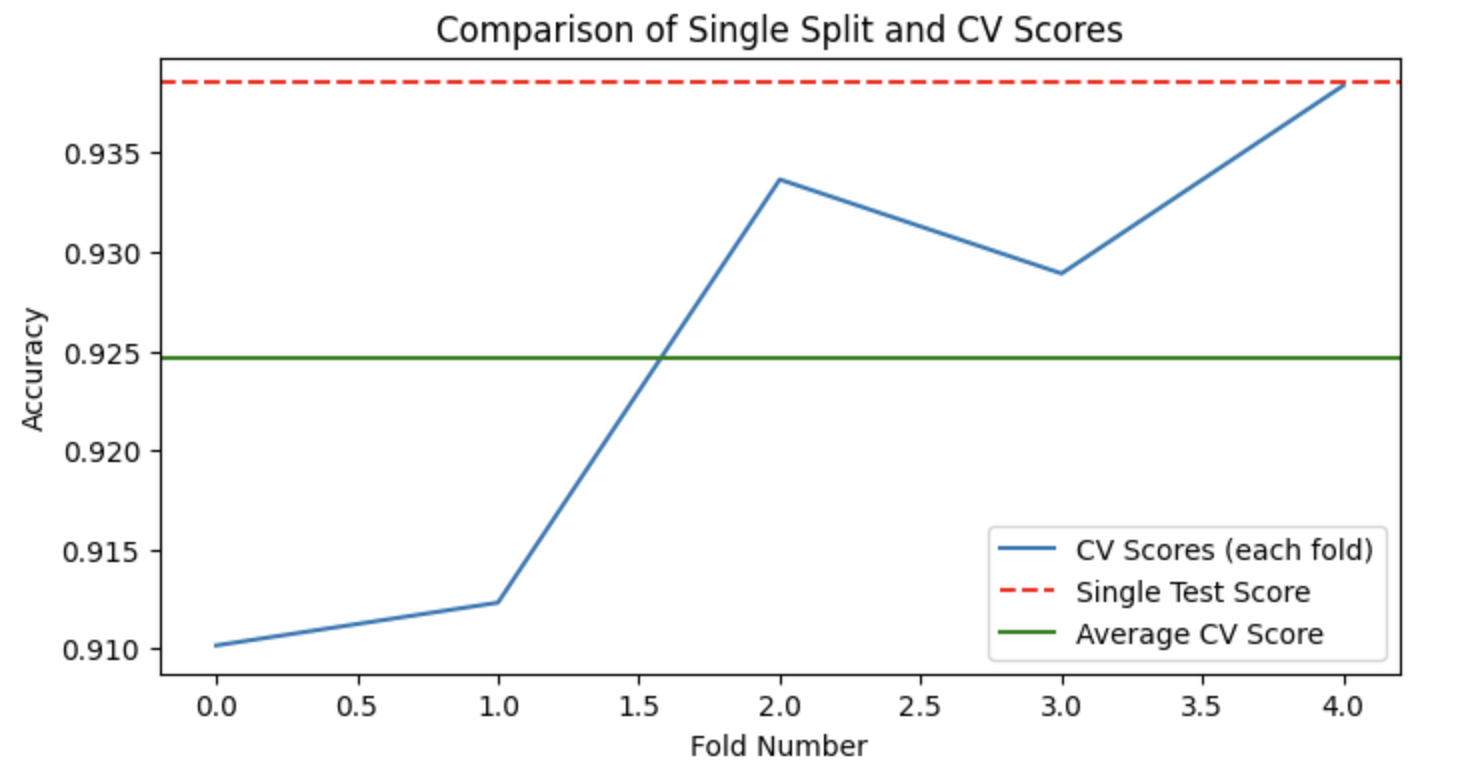 Comparison of Single Split and CV Scores
0.935
0.930
0.925
0.920
0.915
0.910
Accuracy
CV Scores (each fold)
Single Test Score
Average CV Score
0.0 0.5 1.0 1.5 2.0 2.5 3.0 3.5 4.0
Fold Number